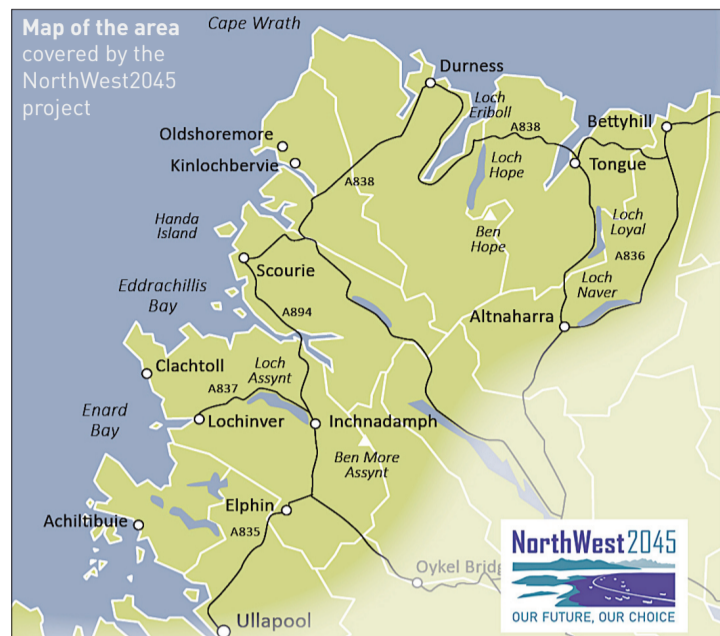 Map of the area
covered by the
NorthWest2045
project
Cape Wrath
Durness
Loch
Eriboll
Bettyhill
A838
Oldshoremore
Kinlochbervie
Loch
Hope
Tongue
A838
Handa
Island
Ben
Hope
Loch
Loyal
A836
Scourie
Eddrachillis
Bay
Loch
Naver
A894
Altnaharra
Clachtoll
Loch
Assynt
A837
Enard
Bay
Lochinver
Inchnadamph
Ben More
Assynt
Elphin
Achiltibuie
A835
NorthWest2045
OUR FUTURE, OUR CHOICE
Ullapool